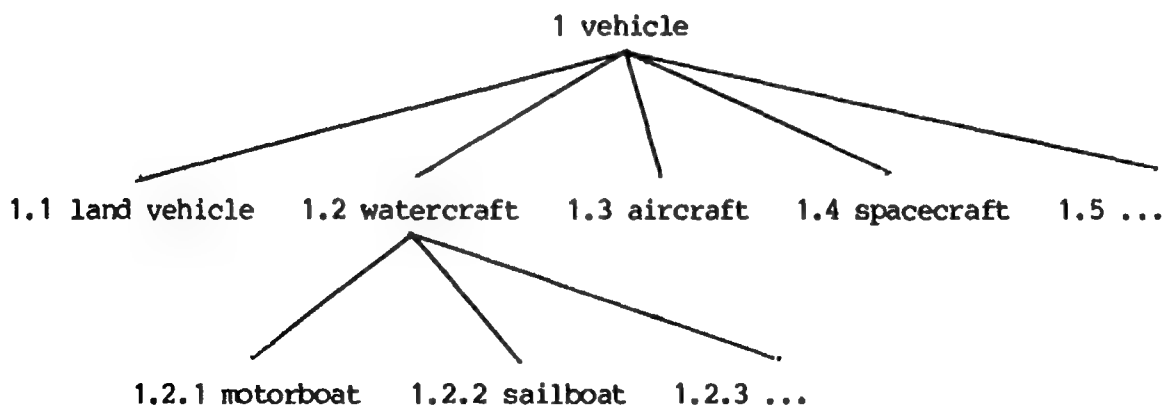 1 vehicle
1.1 land vehicle 1.2 watercraft 1.3 aircraft 1.4 spacecraft 1.5 ...
1.2.1 motorboat 1.2.2 sailboat 1.2.3 ...